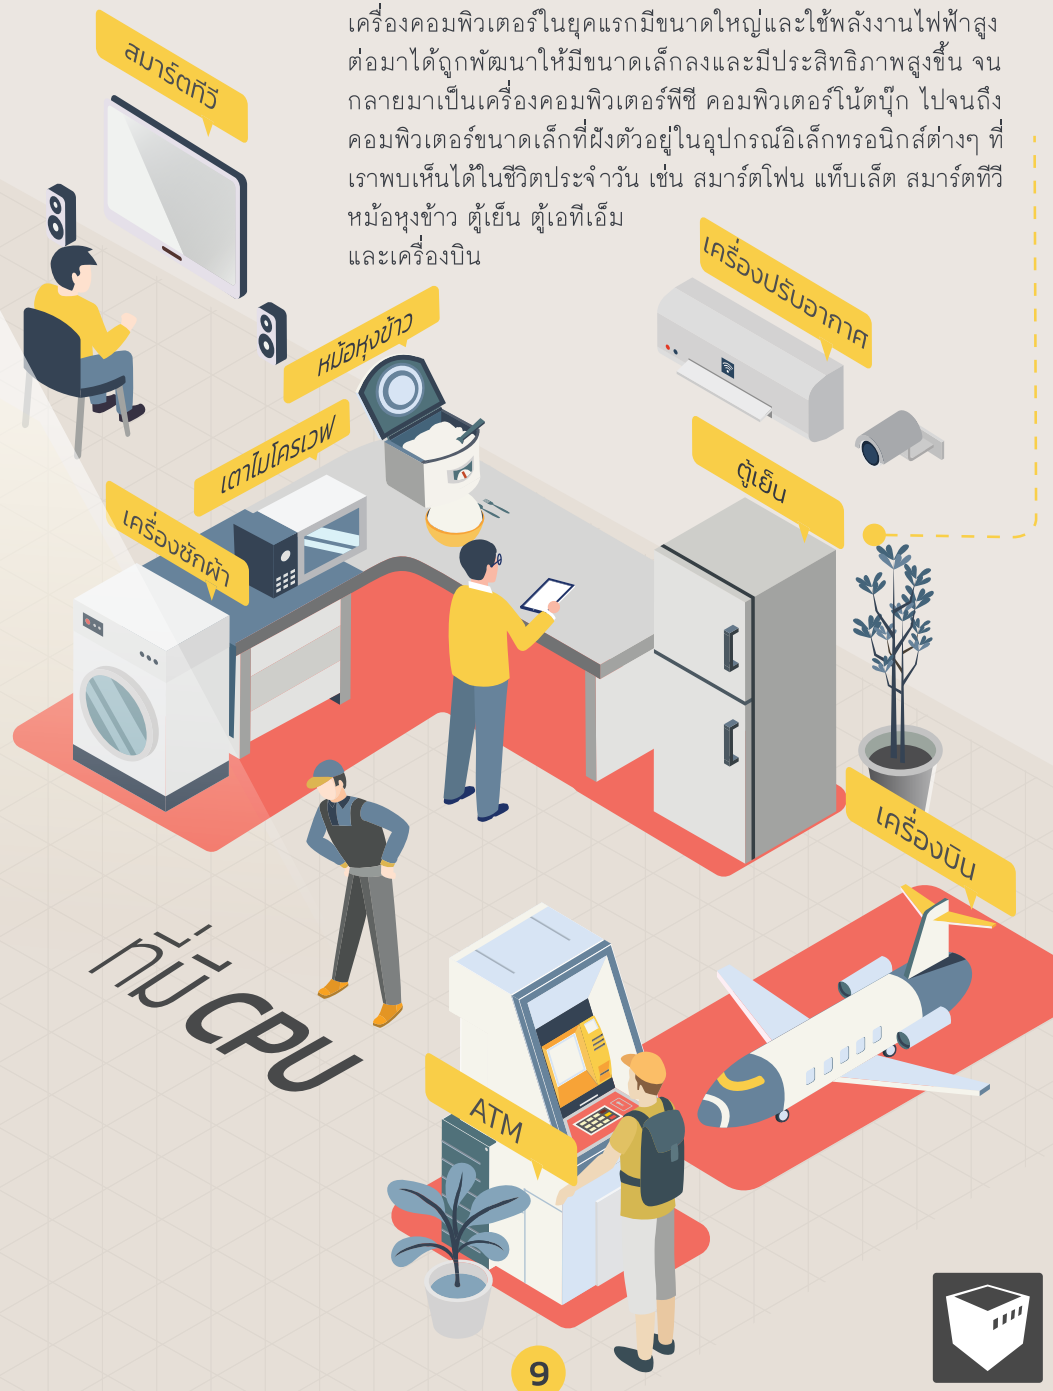 เครื่องคอมพิวเตอร์ในยุคแรกมีขนาดใหญ่และใช้พลังงานไฟฟ้าสูง
ต่อมาได้ถูกพัฒนาให้มีขนาดเล็กลงและมีประสิทธิภาพสูงขึ้น จน
กลายมาเป็นเครื่องคอมพิวเตอร์พีซี คอมพิวเตอร์โน้ตบุ๊ก ไปจนถึง
คอมพิวเตอร์ขนาดเล็กที่ฝังตัวอยู่ในอุปกรณ์อิเล็กทรอนิกส์ต่างๆ ที่
เราพบเห็นได้ในชีวิตประจำวัน เช่น สมาร์ตโฟน แท็บเล็ต สมาร์ตทีวี
หม้อหุงข้าว ตู้เย็น ตู้เอทีเอ็ม
และเครื่องบิน
สมาร์ตทีวี
เครื่องปรับอากาศ
หม้อหุงข้าว
เตาไมโครเวฟ
ตู้เย็น
เครื่องซักผ้า
เครื่องบิน
ที่มี CPU
ATM
9